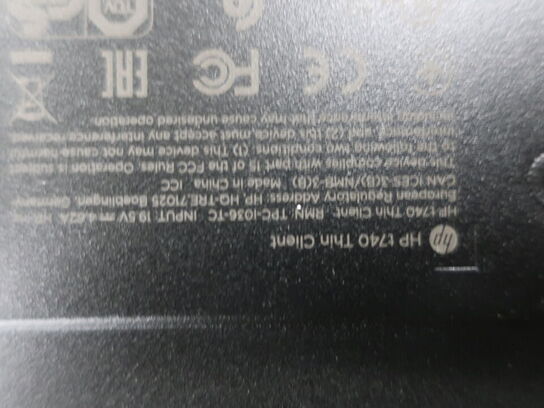 hp HP t740 Thin Client
HP t740 Thin Client RMN: TPC-I036-TC INPUT: 19.5V⎓4.62A
European Regulatory Address: HP, HQ-TRE, 71025 Boeblingen, Germany
CAN ICES-3(B)/NMB-3(B) Made in China ICC
This device complies with part 15 of the FCC Rules. Operation is subject
to the following two conditions: (1) This device may not cause
interference, and (2) this device must accept any interference
including interference that may cause undesired operation.
FC CE EAC